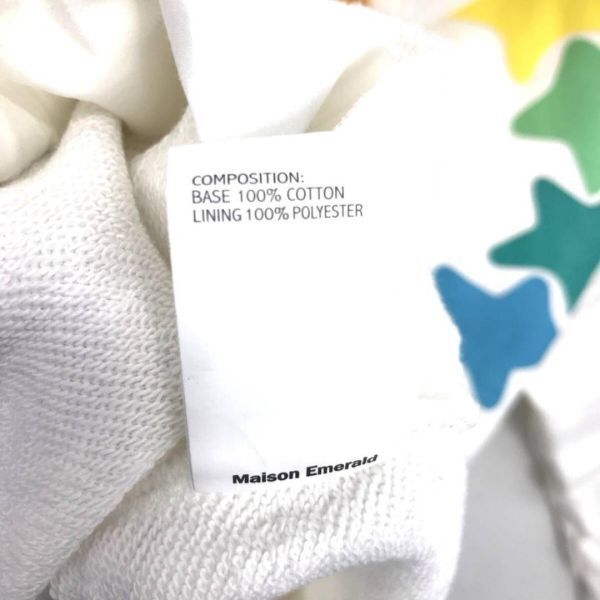 COMPOSITION:
BASE 100% COTTON
LINING 100% POLYESTER
Maison Emerald